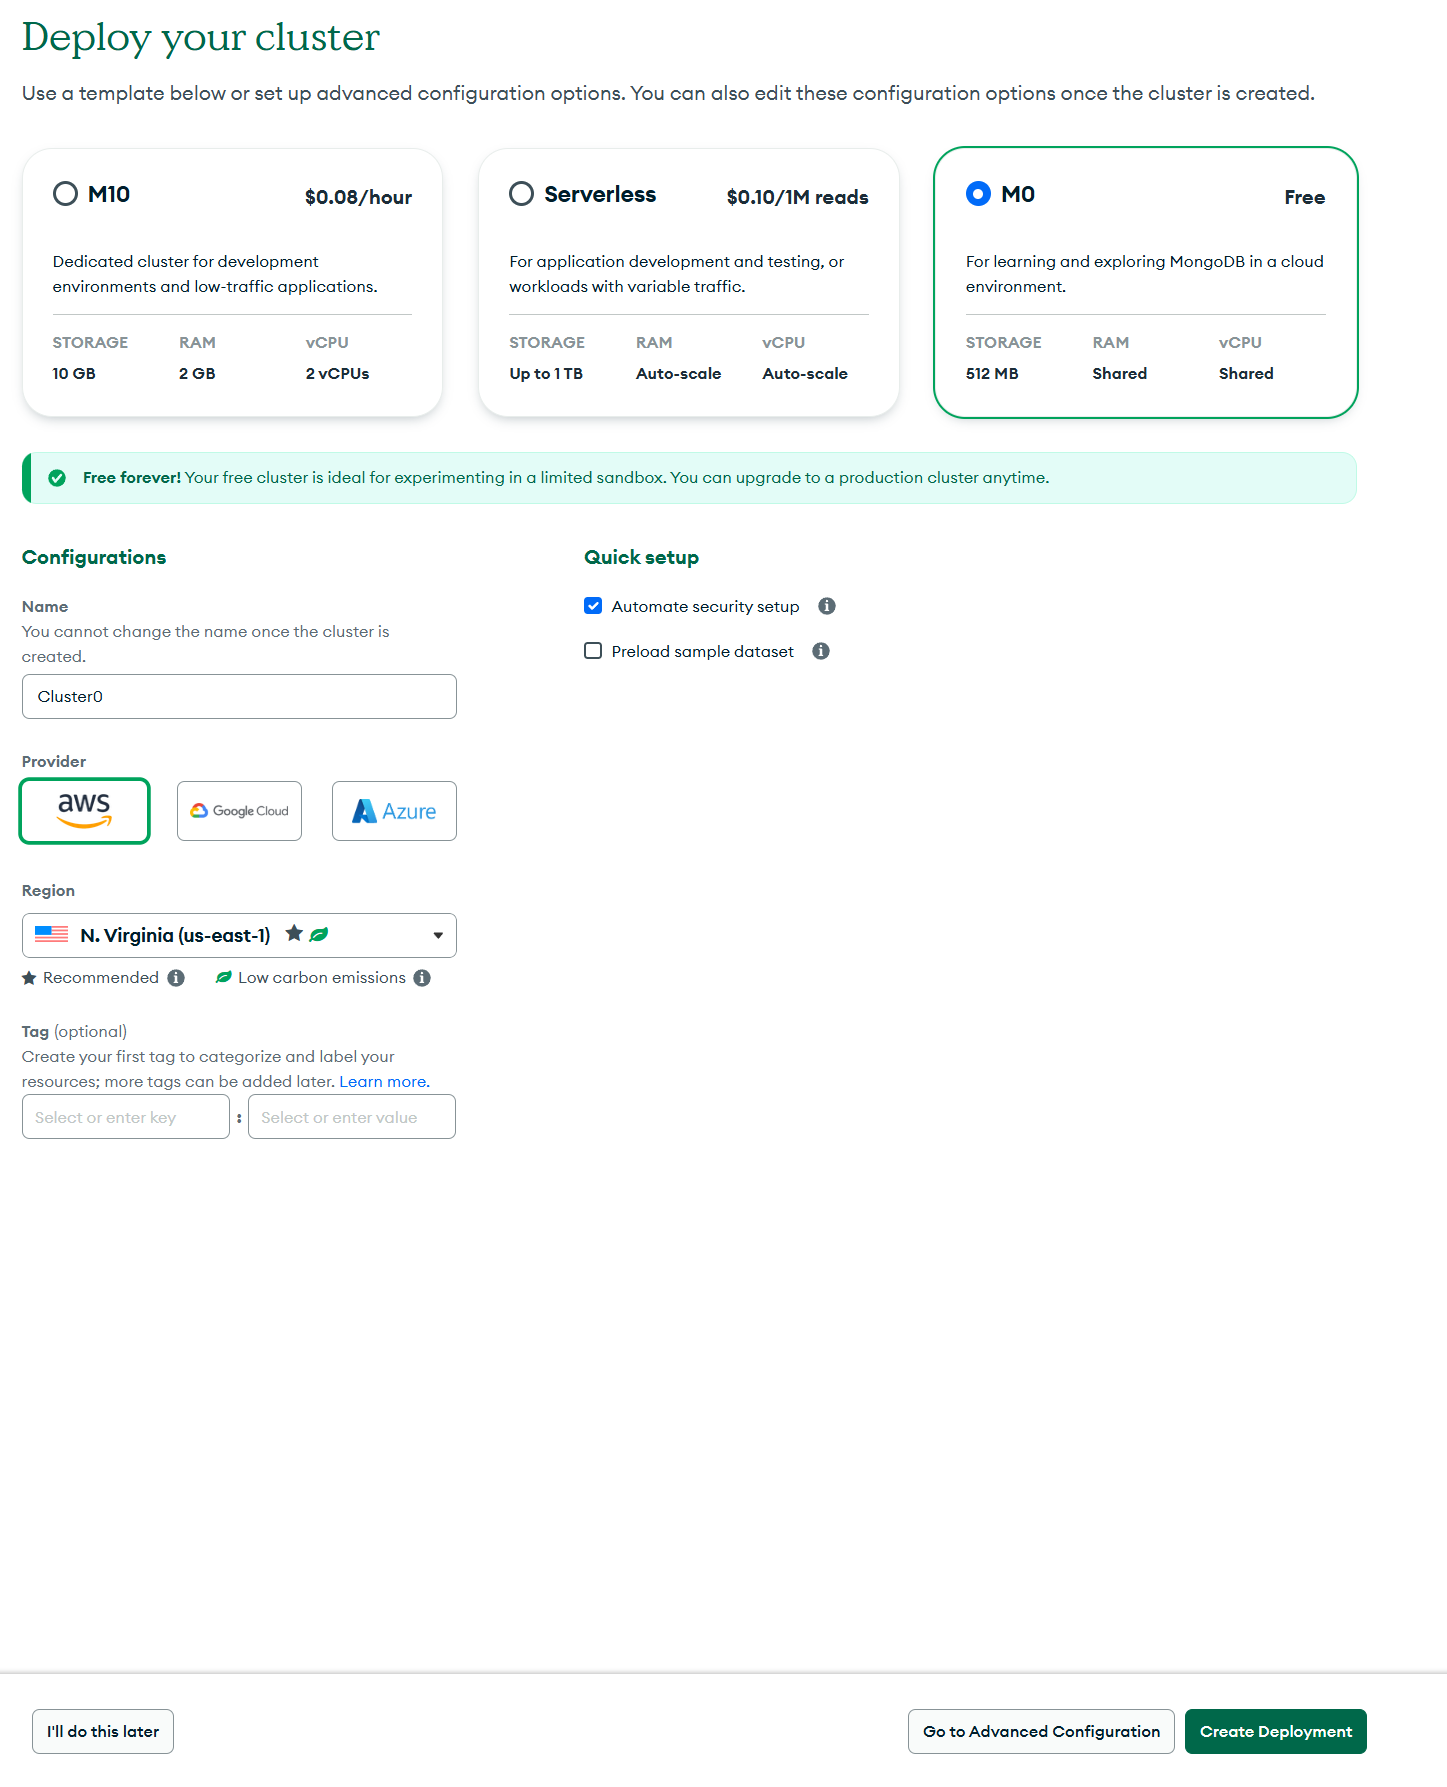 Deploy your cluster
Use a template below or set up advanced configuration options. You can also edit these configuration options once the cluster is created.
M10 $0.08/hour
Dedicated cluster for development
environments and low-traffic applications.
STORAGE RAM vCPU
10 GB 2 GB 2 vCPUs
Serverless $0.10/1M reads
For application development and testing, or
workloads with variable traffic.
STORAGE RAM vCPU
Up to 1 TB Auto-scale Auto-scale
M0 Free
For learning and exploring MongoDB in a cloud
environment.
STORAGE RAM vCPU
512 MB Shared Shared
Free forever! Your free cluster is ideal for experimenting in a limited sandbox. You can upgrade to a production cluster anytime.
Configurations
Name
You cannot change the name once the cluster is
created.
Cluster0
Provider
aws Google Cloud Azure
Region
N. Virginia (us-east-1)
Recommended Low carbon emissions
Tag (optional)
Create your first tag to categorize and label your
resources; more tags can be added later. Learn more.
Select or enter key : Select or enter value
Quick setup
Automate security setup
Preload sample dataset
I'll do this later Go to Advanced Configuration Create Deployment